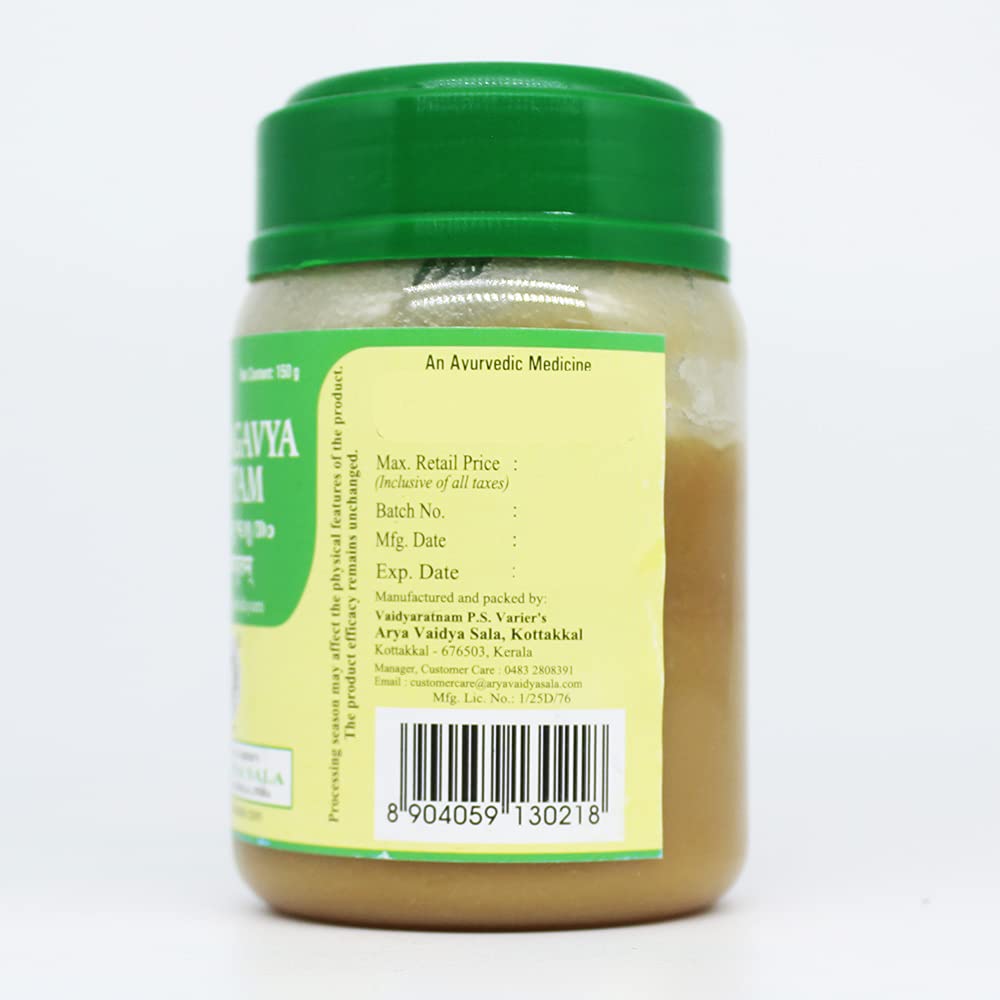 150 g
GAVYA
TAM
SALA
Processing season may affect the physical features of the product.
The product efficacy remains unchanged.
An Ayurvedic Medicine
Max. Retail Price :
(Inclusive of all taxes)
Batch No. :
Mfg. Date :
Exp. Date :
Manufactured and packed by:
Vaidyaratnam P.S. Varier's
Arya Vaidya Sala, Kottakkal
Kottakkal - 676503, Kerala
Manager, Customer Care : 0483 2808391
Email : customercare@aryavaidyasala.com
Mfg. Lic. No.: 1/25D/76
8 904059 130218